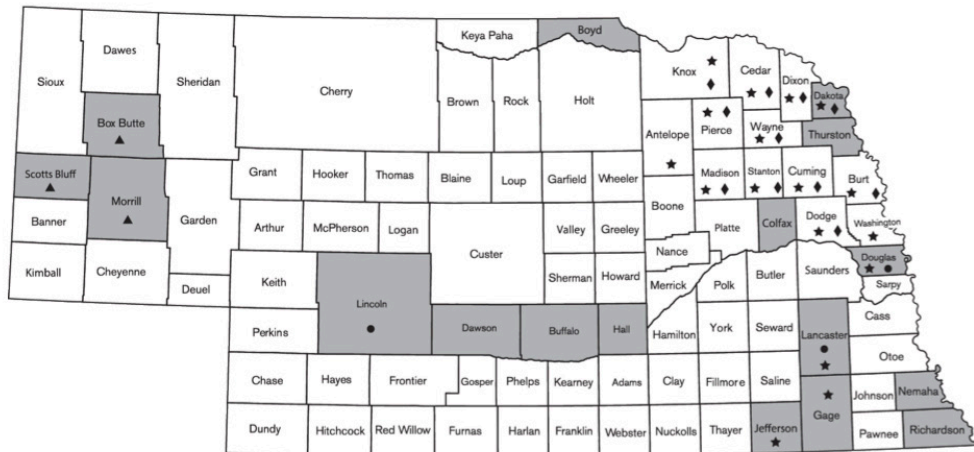 Keya Paha
Boyd
Dawes
Sioux
Sheridan
Cherry
Knox
Cedar
Dixon
Dakota
Brown
Rock
Holt
Box Butte
Antelope
Pierce
Wayne
Thurston
Scotts Bluff
Morrill
Grant
Hooker
Thomas
Blaine
Loup
Garfield
Wheeler
Madison
Stanton
Cuming
Burt
Banner
Garden
Arthur
McPherson
Logan
Custer
Valley
Greeley
Boone
Platte
Colfax
Dodge
Washington
Nance
Kimball
Cheyenne
Deuel
Keith
Lincoln
Sherman
Howard
Merrick
Polk
Butler
Saunders
Douglas
Sarpy
Perkins
Dawson
Buffalo
Hall
Hamilton
York
Seward
Lancaster
Cass
Otoe
Chase
Hayes
Frontier
Gosper
Phelps
Kearney
Adams
Clay
Fillmore
Saline
Gage
Johnson
Nemaha
Dundy
Hitchcock
Red Willow
Furnas
Harlan
Franklin
Webster
Nuckolls
Thayer
Jefferson
Pawnee
Richardson